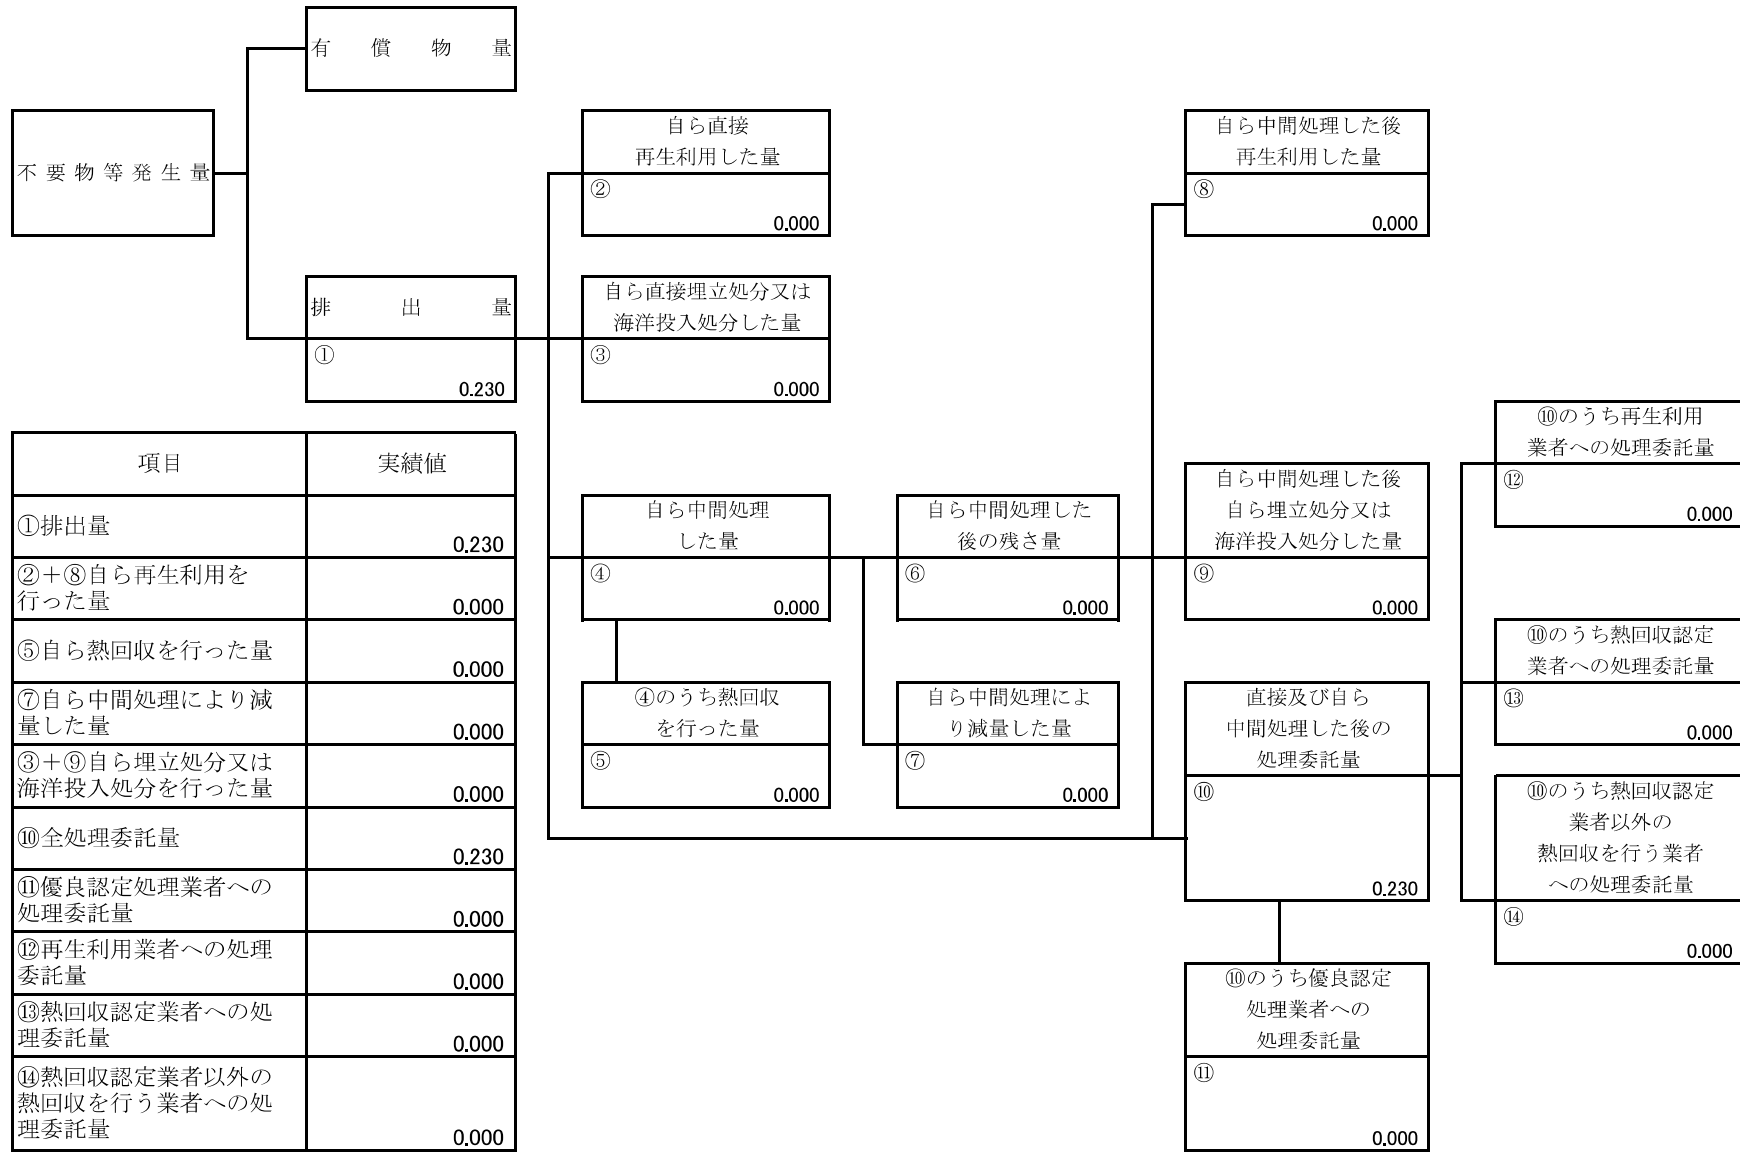 有償物量
不要物等発生量
排出量
①
0.230
自ら直接
再生利用した量
②
0.000
自ら直接埋立処分又は
海洋投入処分した量
③
0.000
自ら中間処理
した量
④
0.000
④のうち熱回収
を行った量
⑤
0.000
自ら中間処理した
後の残さ量
⑥
0.000
自ら中間処理によ
り減量した量
⑦
0.000
自ら中間処理した後
再生利用した量
⑧
0.000
自ら中間処理した後
自ら埋立処分又は
海洋投入処分した量
⑨
0.000
直接及び自ら
中間処理した後の
処理委託量
⑩
0.230
⑩のうち優良認定
処理業者への
処理委託量
⑪
0.000
⑩のうち再生利用
業者への処理委託量
⑫
0.000
⑩のうち熱回収認定
業者への処理委託量
⑬
0.000
⑩のうち熱回収認定
業者以外の
熱回収を行う業者
への処理委託量
⑭
0.000
項目 実績値
①排出量
0.230
②+⑧自ら再生利用を
行った量
0.000
⑤自ら熱回収を行った量
0.000
⑦自ら中間処理により減
量した量
0.000
③+⑨自ら埋立処分又は
海洋投入処分を行った量
0.000
⑩全処理委託量
0.230
⑪優良認定処理業者への
処理委託量
0.000
⑫再生利用業者への処理
委託量
0.000
⑬熱回収認定業者への処
理委託量
0.000
⑭熱回収認定業者以外の
熱回収を行う業者への処
理委託量
0.000